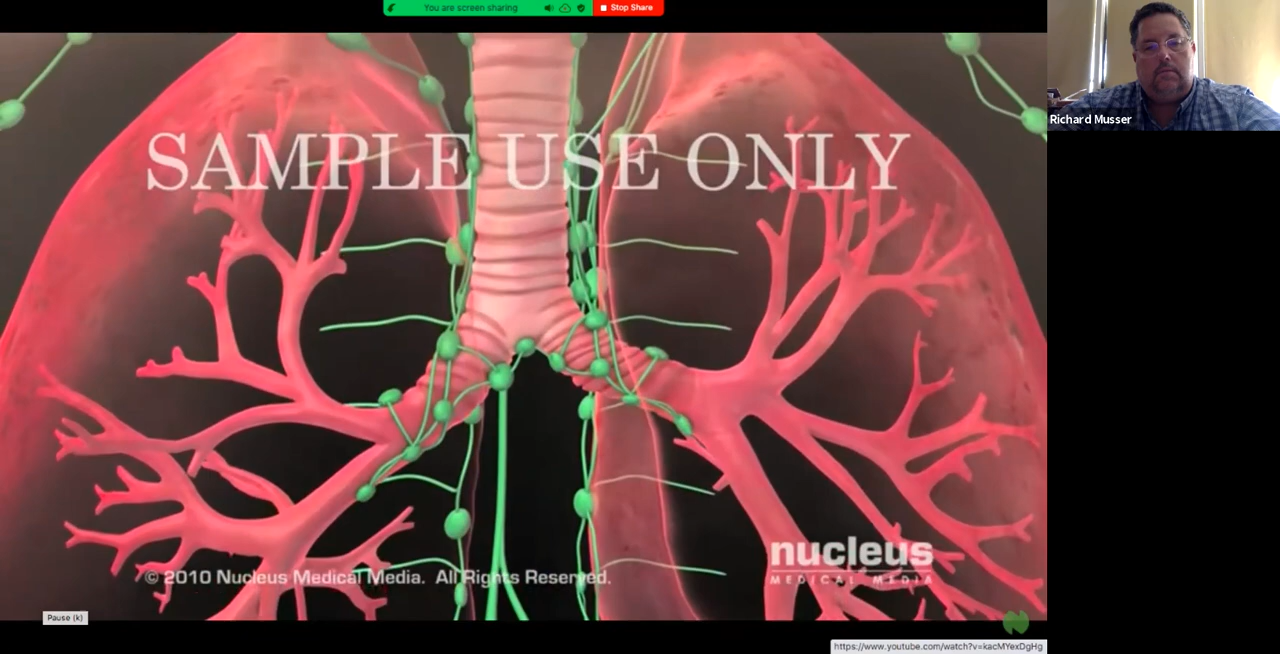 You are screen sharing
Stop Share
Richard Musser
SAMPLE USE ONLY
nucleus
MEDICAL MEDIA
© 2010 Nucleus Medical Media. All Rights Reserved.
Pause (k)
https://www.youtube.com/watch?v=kacMYexDgHg